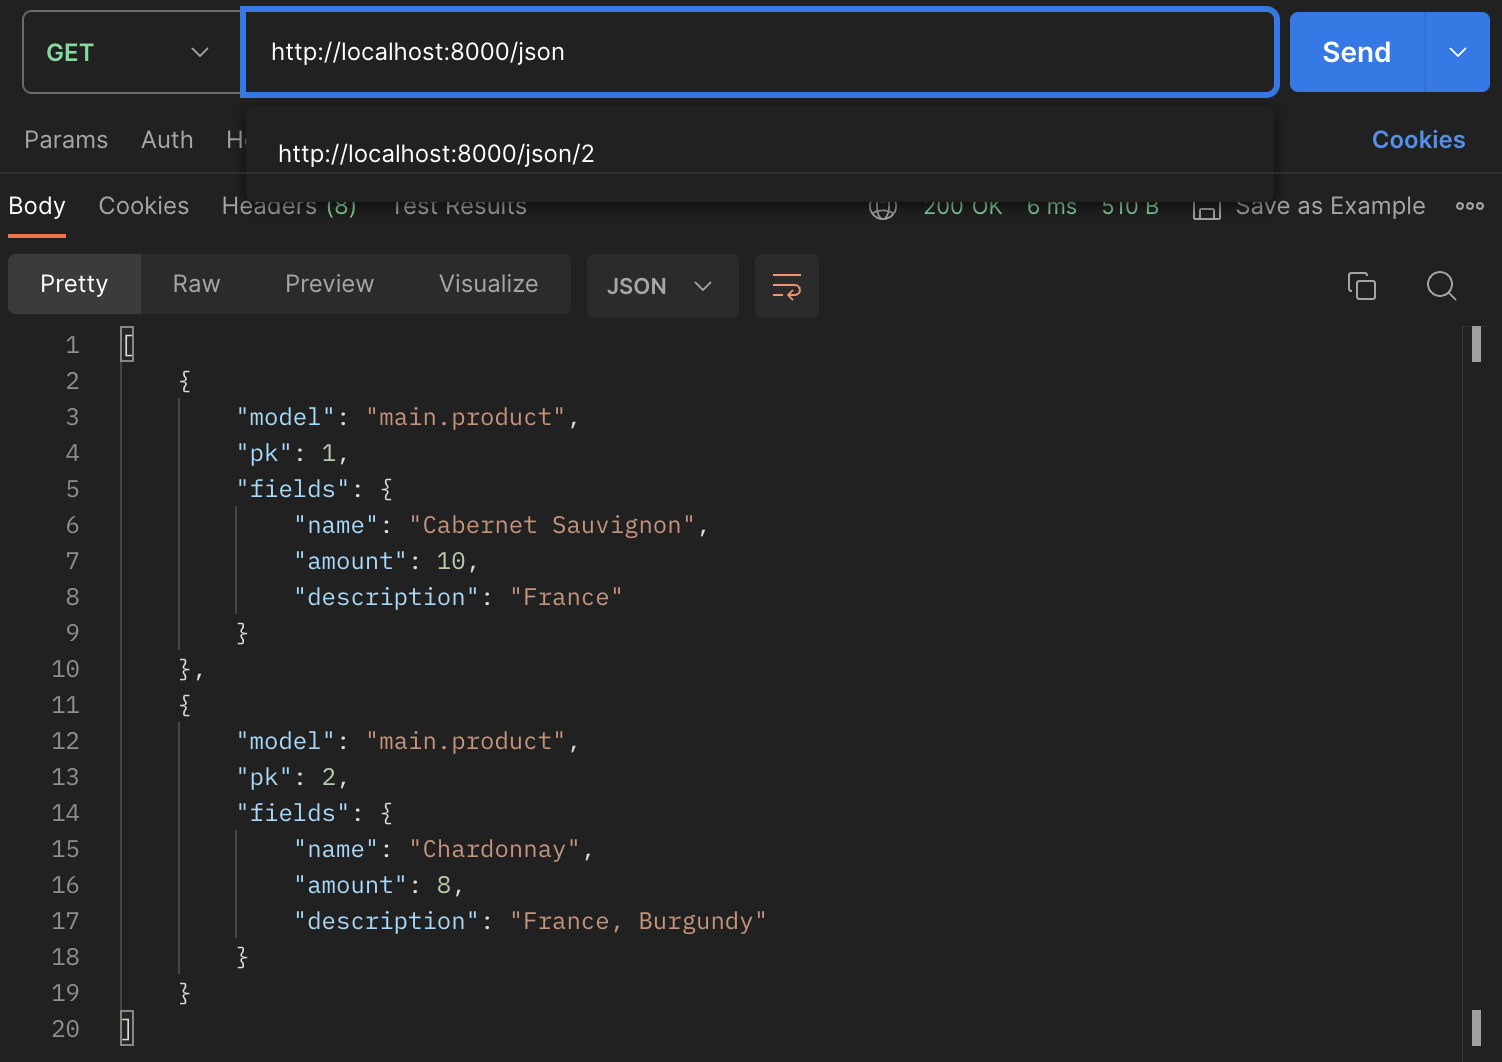 GET http://localhost:8000/json Send
http://localhost:8000/json/2
Params Auth Cookies
Body Cookies Headers (8) Test Results 200 OK 6 ms 510 B Save as Example
Pretty Raw Preview Visualize JSON
1 [
2 {
3 "model": "main.product",
4 "pk": 1,
5 "fields": {
6 "name": "Cabernet Sauvignon",
7 "amount": 10,
8 "description": "France"
9 }
10 },
11 {
12 "model": "main.product",
13 "pk": 2,
14 "fields": {
15 "name": "Chardonnay",
16 "amount": 8,
17 "description": "France, Burgundy"
18 }
19 }
20 ]